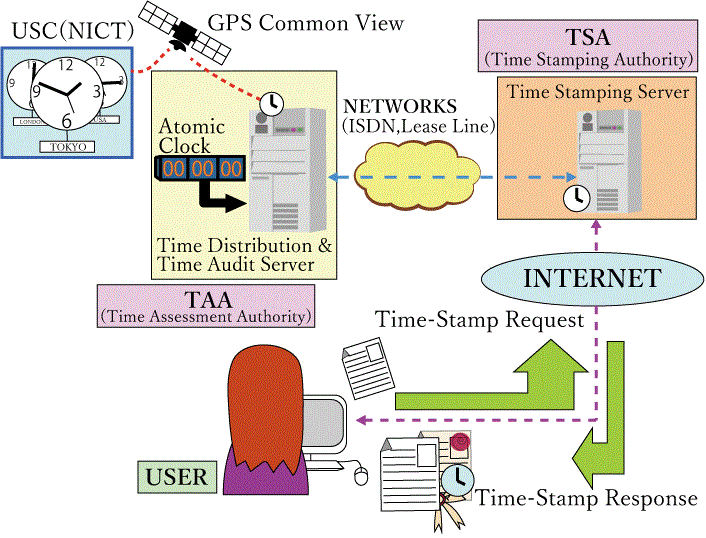 USC(NICT)
GPS Common View
TSA
(Time Stamping Authority)
12
12
12
9
9
3
3
6
LONDON
USA
TOKYO
Time Stamping Server
NETWORKS
(ISDN,Lease Line)
Atomic
Clock
00 00 00
Time Distribution &
Time Audit Server
INTERNET
TAA
(Time Assessment Authority)
Time-Stamp Request
USER
Time-Stamp Response